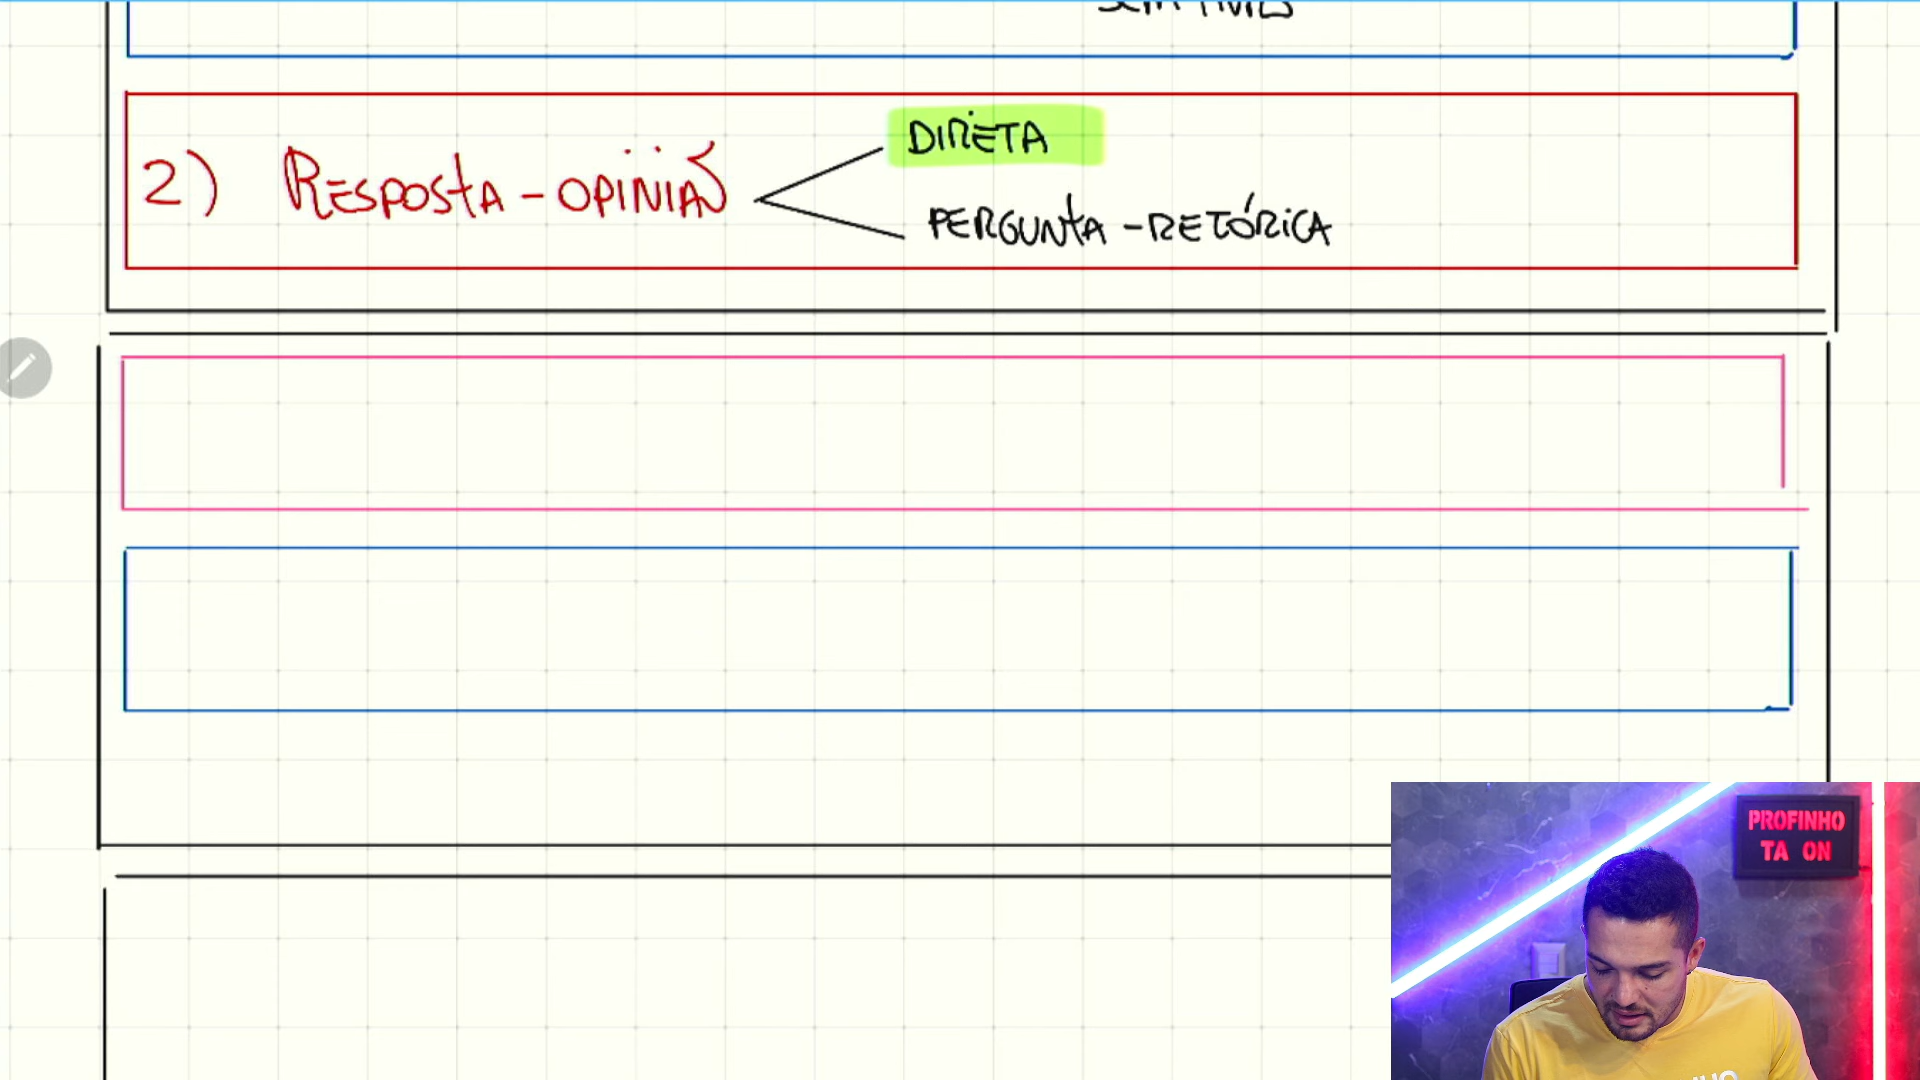 DIRETA
2) RESPOSTA - OPINIÃO
PERGUNTA - RETÓRICA
PROFINHO
TA ON